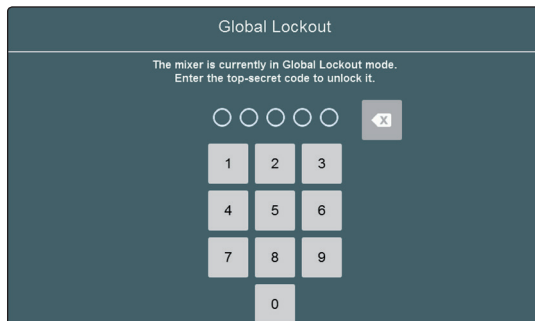 Global Lockout
The mixer is currently in Global Lockout mode.
Enter the top-secret code to unlock it.
1 2 3
4 5 6
7 8 9
0